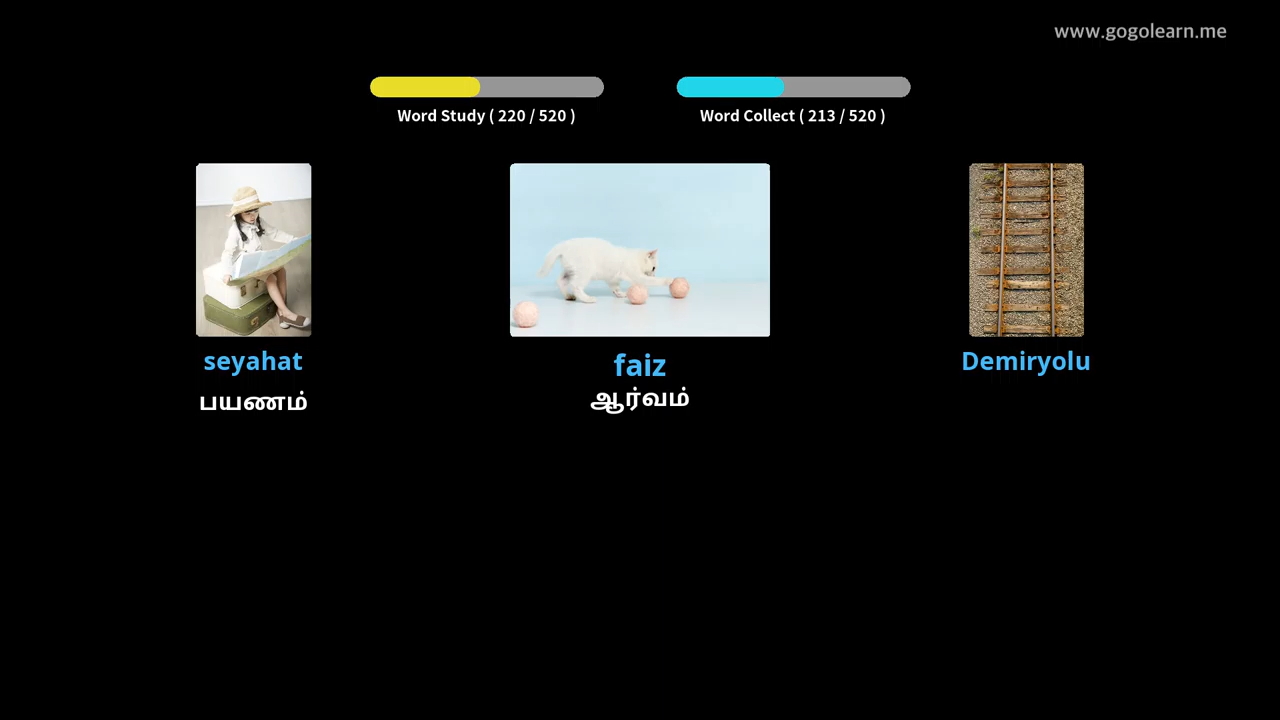 www.gogolearn.me
Word Study ( 220 / 520 )
Word Collect ( 213 / 520 )
seyahat
பயணம்
faiz
ஆர்வம்
Demiryolu